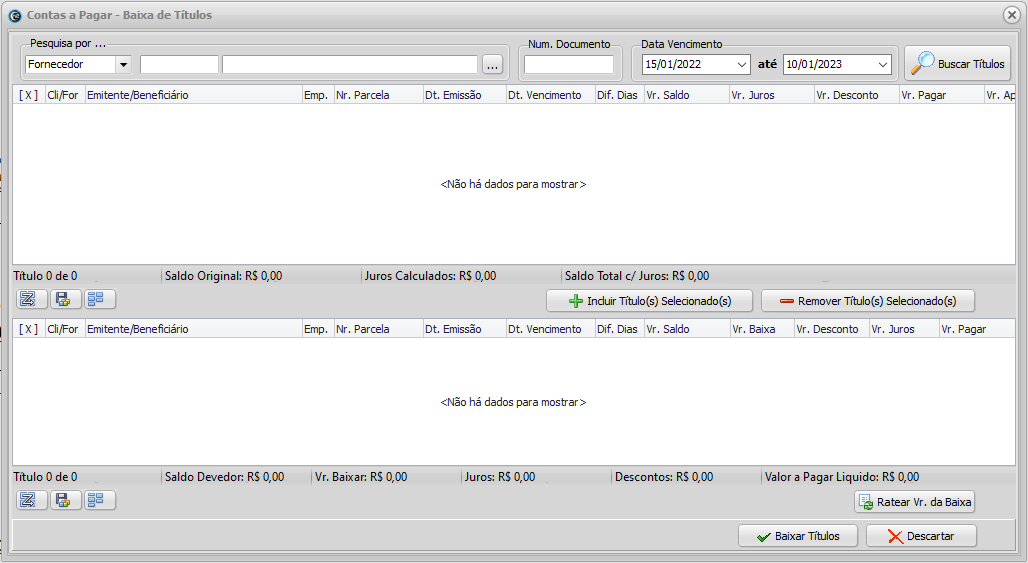 Contas a Pagar - Baixa de Títulos
Pesquisa por ...
Num. Documento
Data Vencimento
Fornecedor
...
15/01/2022
até
10/01/2023
Buscar Títulos
[X] Cli/For Emitente/Beneficiário Emp. Nr. Parcela Dt. Emissão Dt. Vencimento Dif. Dias Vr. Saldo Vr. Juros Vr. Desconto Vr. Pagar Vr. Ap
<Não há dados para mostrar>
Título 0 de 0 Saldo Original: R$ 0,00 Juros Calculados: R$ 0,00 Saldo Total c/ Juros: R$ 0,00
Incluir Título(s) Selecionado(s) Remover Título(s) Selecionado(s)
[X] Cli/For Emitente/Beneficiário Emp. Nr. Parcela Dt. Emissão Dt. Vencimento Dif. Dias Vr. Saldo Vr. Baixa Vr. Desconto Vr. Juros Vr. Pagar
<Não há dados para mostrar>
Título 0 de 0 Saldo Devedor: R$ 0,00 Vr. Baixar: R$ 0,00 Juros: R$ 0,00 Descontos: R$ 0,00 Valor a Pagar Liquido: R$ 0,00
Ratear Vr. da Baixa
Baixar Títulos Descartar